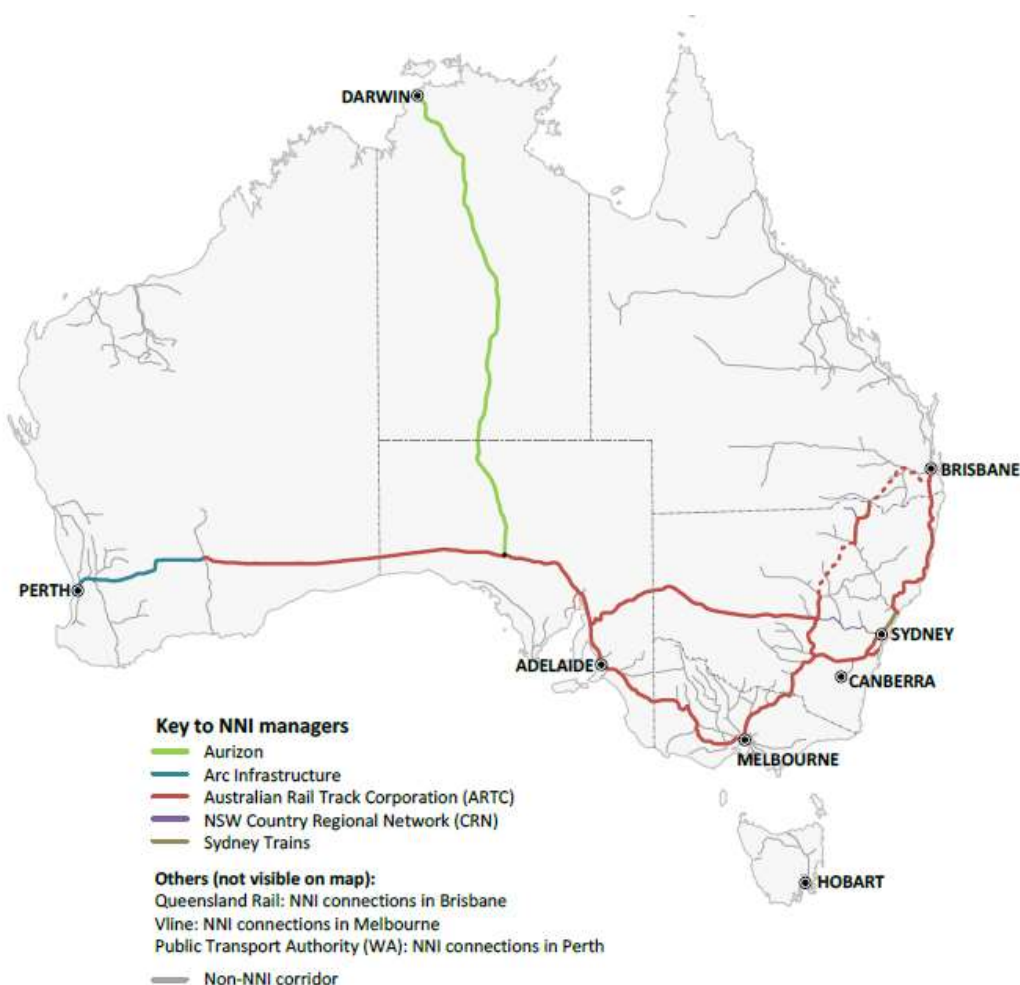 DARWIN
BRISBANE
PERTH
SYDNEY
ADELAIDE
CANBERRA
MELBOURNE
HOBART
Key to NNI managers
Aurizon
Arc Infrastructure
Australian Rail Track Corporation (ARTC)
NSW Country Regional Network (CRN)
Sydney Trains
Others (not visible on map):
Queensland Rail: NNI connections in Brisbane
Vline: NNI connections in Melbourne
Public Transport Authority (WA): NNI connections in Perth
Non-NNI corridor